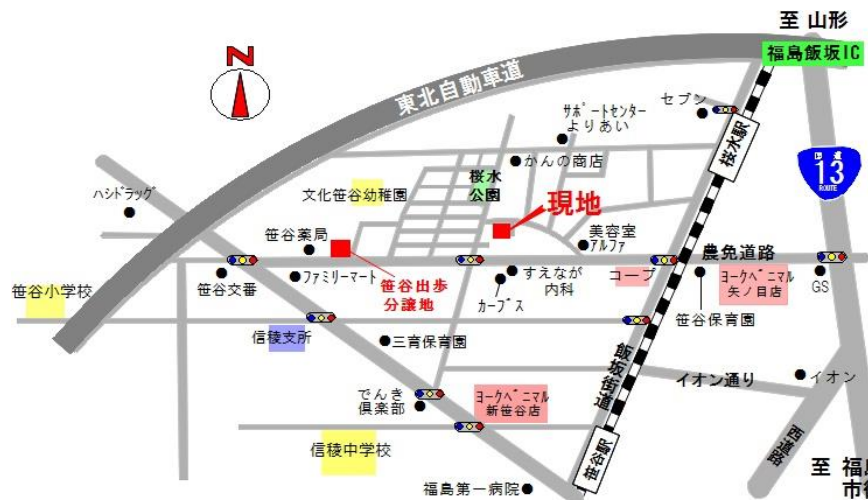 至 山形
福島飯坂IC
N
東北自動車道
セブン
サポートセンター
よりあい
桜水駅
国道
13
ROUTE
かんの商店
桜水
公園
文化笹谷幼稚園
ハシドラッグ
現地
美容室
アルファ
笹谷薬局
農免道路
笹谷交番
ファミリーマート
笹谷出歩
分譲地
すえなが
内科
カーブス
コープ
ヨークベニマル
矢ノ目店
GS
笹谷小学校
笹谷保育園
信稜支所
三育保育園
飯坂街道
イオン通り
イオン
でんき
倶楽部
ヨークベニマル
新笹谷店
西道路
信稜中学校
笹谷駅
至 福島
福島第一病院